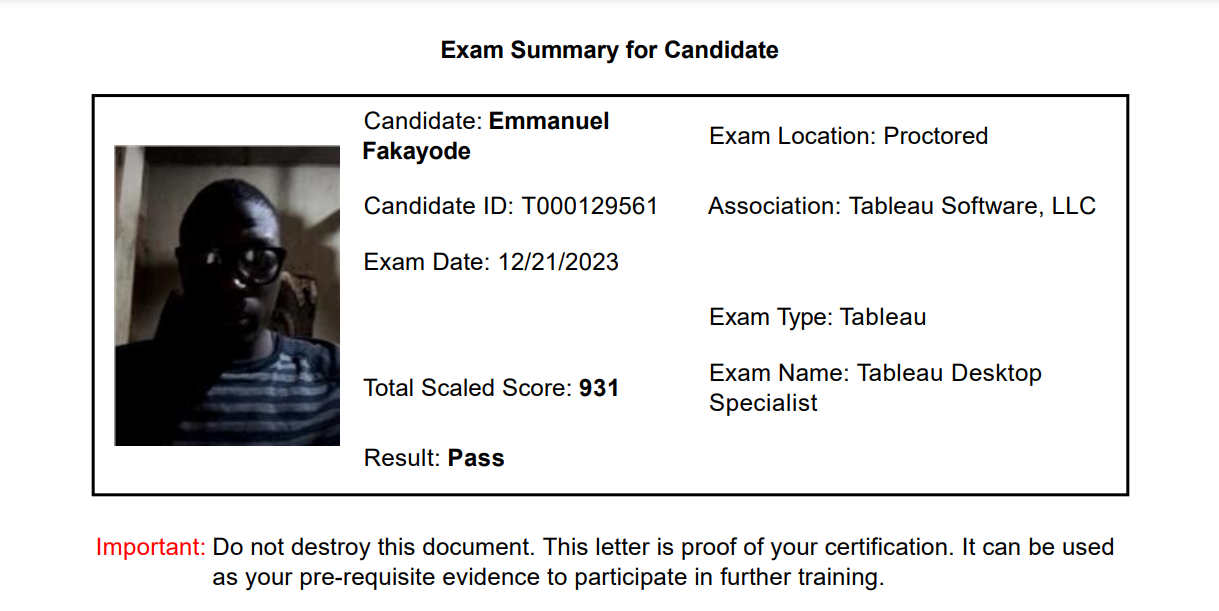 Exam Summary for Candidate
Candidate: Emmanuel
Fakayode
Candidate ID: T000129561
Exam Date: 12/21/2023
Total Scaled Score: 931
Result: Pass
Exam Location: Proctored
Association: Tableau Software, LLC
Exam Type: Tableau
Exam Name: Tableau Desktop
Specialist
Important: Do not destroy this document. This letter is proof of your certification. It can be used
as your pre-requisite evidence to participate in further training.